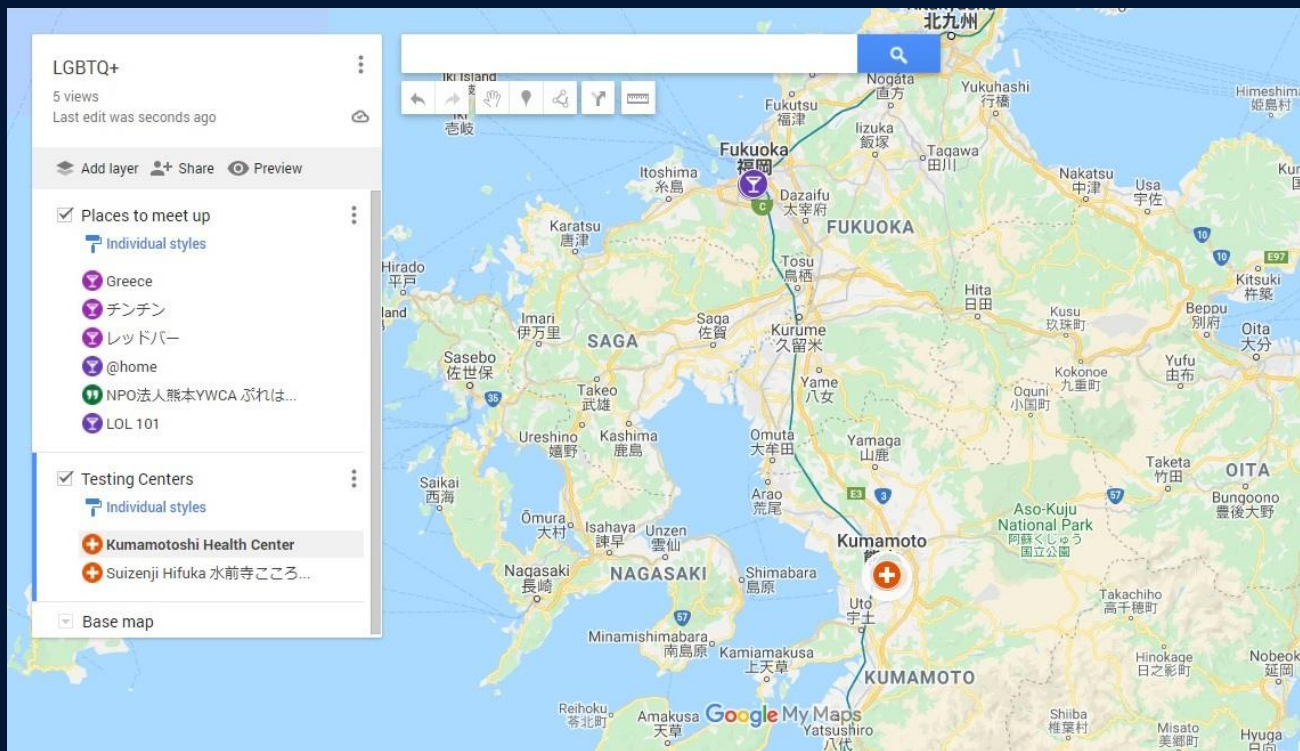 LGBTQ+
5 views
Last edit was seconds ago
Add layer Share Preview
Places to meet up
Individual styles
Greece
チンチン
レッドバー
@home
NPO法人熊本YWCA ぷれは...
LOL 101
Testing Centers
Individual styles
Kumamotoshi Health Center
Suizenji Hifuka 水前寺こころ...
Base map
北九州
Iki Island
壱岐
Nogáta
直方
Yukuhashi
行橋
Himeshima
姫島村
Fukutsu
福津
Iizuka
飯塚
Tagawa
田川
Fukuoka
福岡
Itoshima
糸島
Dazaifu
太宰府
Nakatsu
中津
Usa
宇佐
C
FUKUOKA
Karatsu
唐津
10
10
E97
Kitsuki
杵築
Hirado
平戸
Tosu
鳥栖
Hita
日田
Kusu
玖珠町
Beppu
別府
Oita
大分
Imari
伊万里
Saga
佐賀
SAGA
Kurume
久留米
Sasebo
佐世保
35
Takeo
武雄
Yame
八女
Kokonoe
九重町
Yufu
由布
Oguni
小国町
Ureshino
嬉野
Kashima
鹿島
Omuta
大牟田
Yamaga
山鹿
Taketa
竹田
OITA
Saikai
西海
Arao
荒尾
E3
3
57
Bungoono
豊後大野
Aso-Kuju
National Park
阿蘇くじゅう
国立公園
Ōmura
大村
Isahaya
諫早
Unzen
雲仙
Kumamoto
Nagasaki
長崎
NAGASAKI
Shimabara
島原
Uto
宇土
Takachiho
高千穂町
57
Minamishimabara
南島原
Kamiamakusa
上天草
Hinokage
日之影町
Nobeok
延岡
KUMAMOTO
Reihoku
苓北町
Amakusa
天草
Google My Maps
Yatsushiro
八代
Shiiba
椎葉村
Misato
美郷町
Hyuga
日向